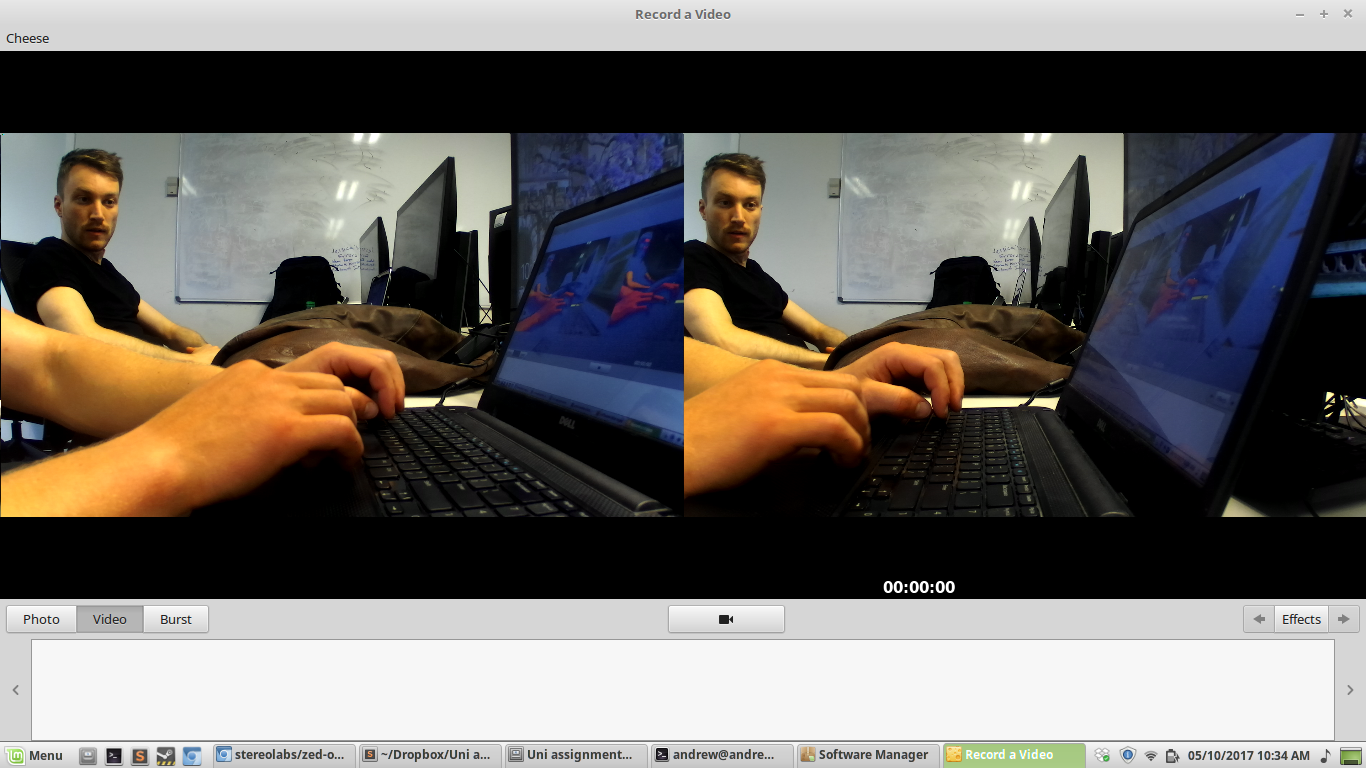 Record a Video
Cheese
DELL
00:00:00
Photo Video Burst Effects
Menu stereolabs/zed-o... ~/Dropbox/Uni a... Uni assignment... andrew@andre... Software Manager Record a Video 05/10/2017 10:34 AM